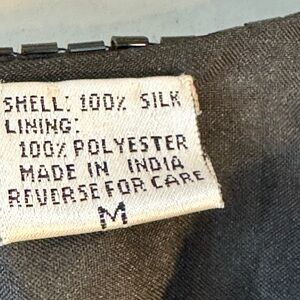 SHELL: 100% SILK
LINING:
100% POLYESTER
MADE IN INDIA
REVERSE FOR CARE
M